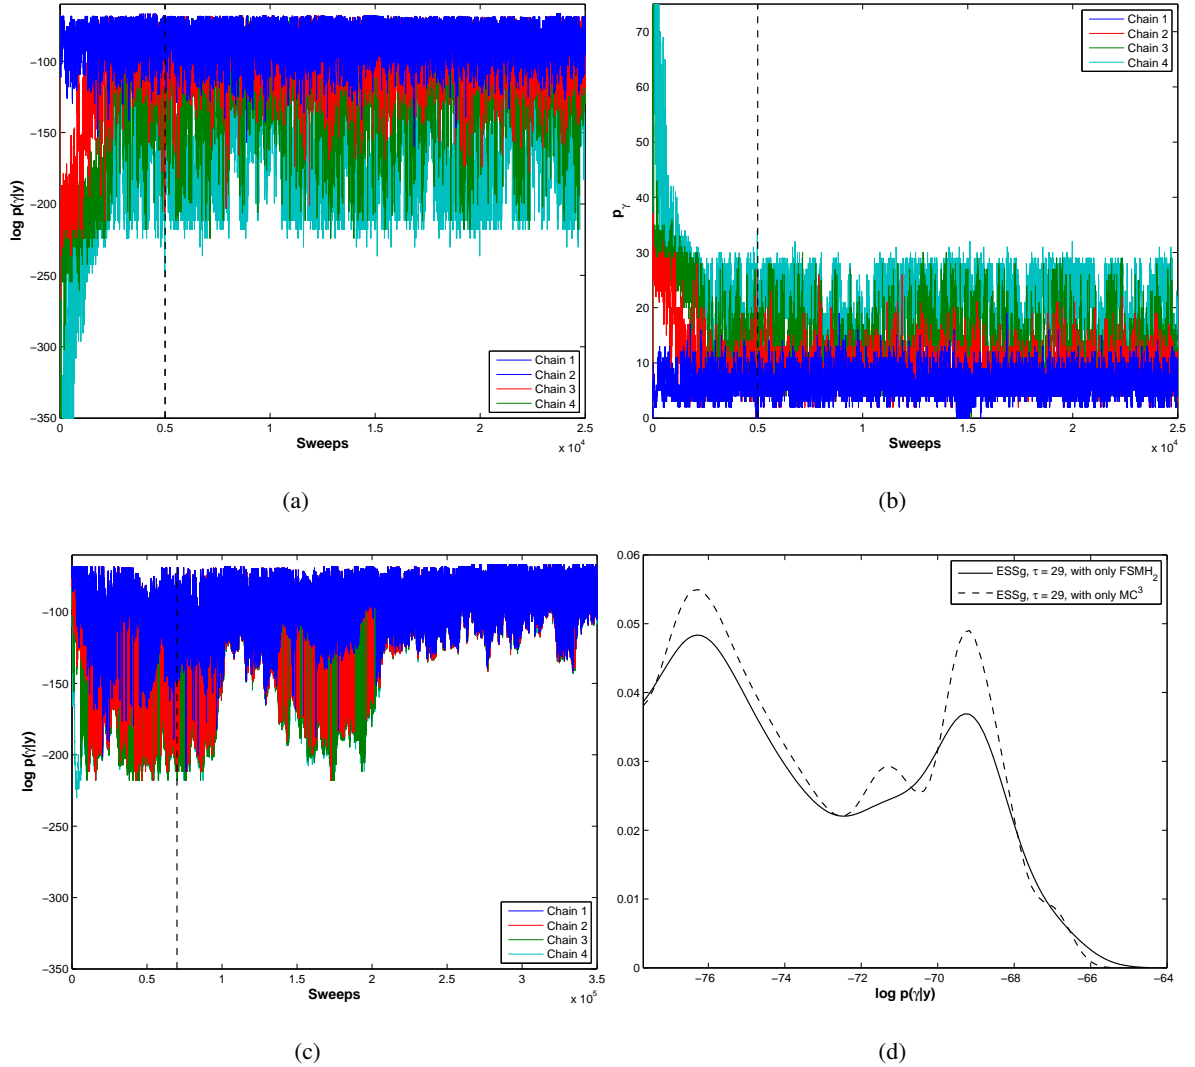 −100
−150
−200
−250
−300
−350
log p(γ|y)
0
0.5
1
1.5
2
2.5
Sweeps
x 10^4
Chain 1
Chain 2
Chain 3
Chain 4
(a)
70
60
50
40
30
20
10
0
p_γ
0
0.5
1
1.5
2
2.5
Sweeps
x 10^4
Chain 1
Chain 2
Chain 3
Chain 4
(b)
−100
−150
−200
−250
−300
−350
log p(γ|y)
0
0.5
1
1.5
2
2.5
3
3.5
Sweeps
x 10^5
Chain 1
Chain 2
Chain 3
Chain 4
(c)
0.06
0.05
0.04
0.03
0.02
0.01
0
−76
−74
−72
−70
−68
−66
−64
log p(γ|y)
ESSg, τ = 29, with only FSMH_2
ESSg, τ = 29, with only MC^3
(d)